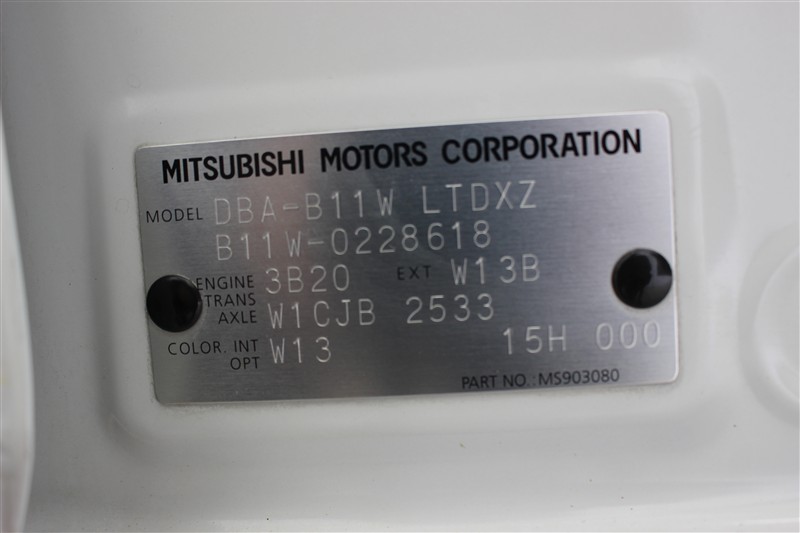 MITSUBISHI MOTORS CORPORATION
MODEL DBA-B11W LTDXZ
B11W-0228618
ENGINE 3B20 EXT W13B
TRANS
AXLE W1CJB 2533
COLOR. INT W13 15H 000
OPT
PART NO.: MS903080